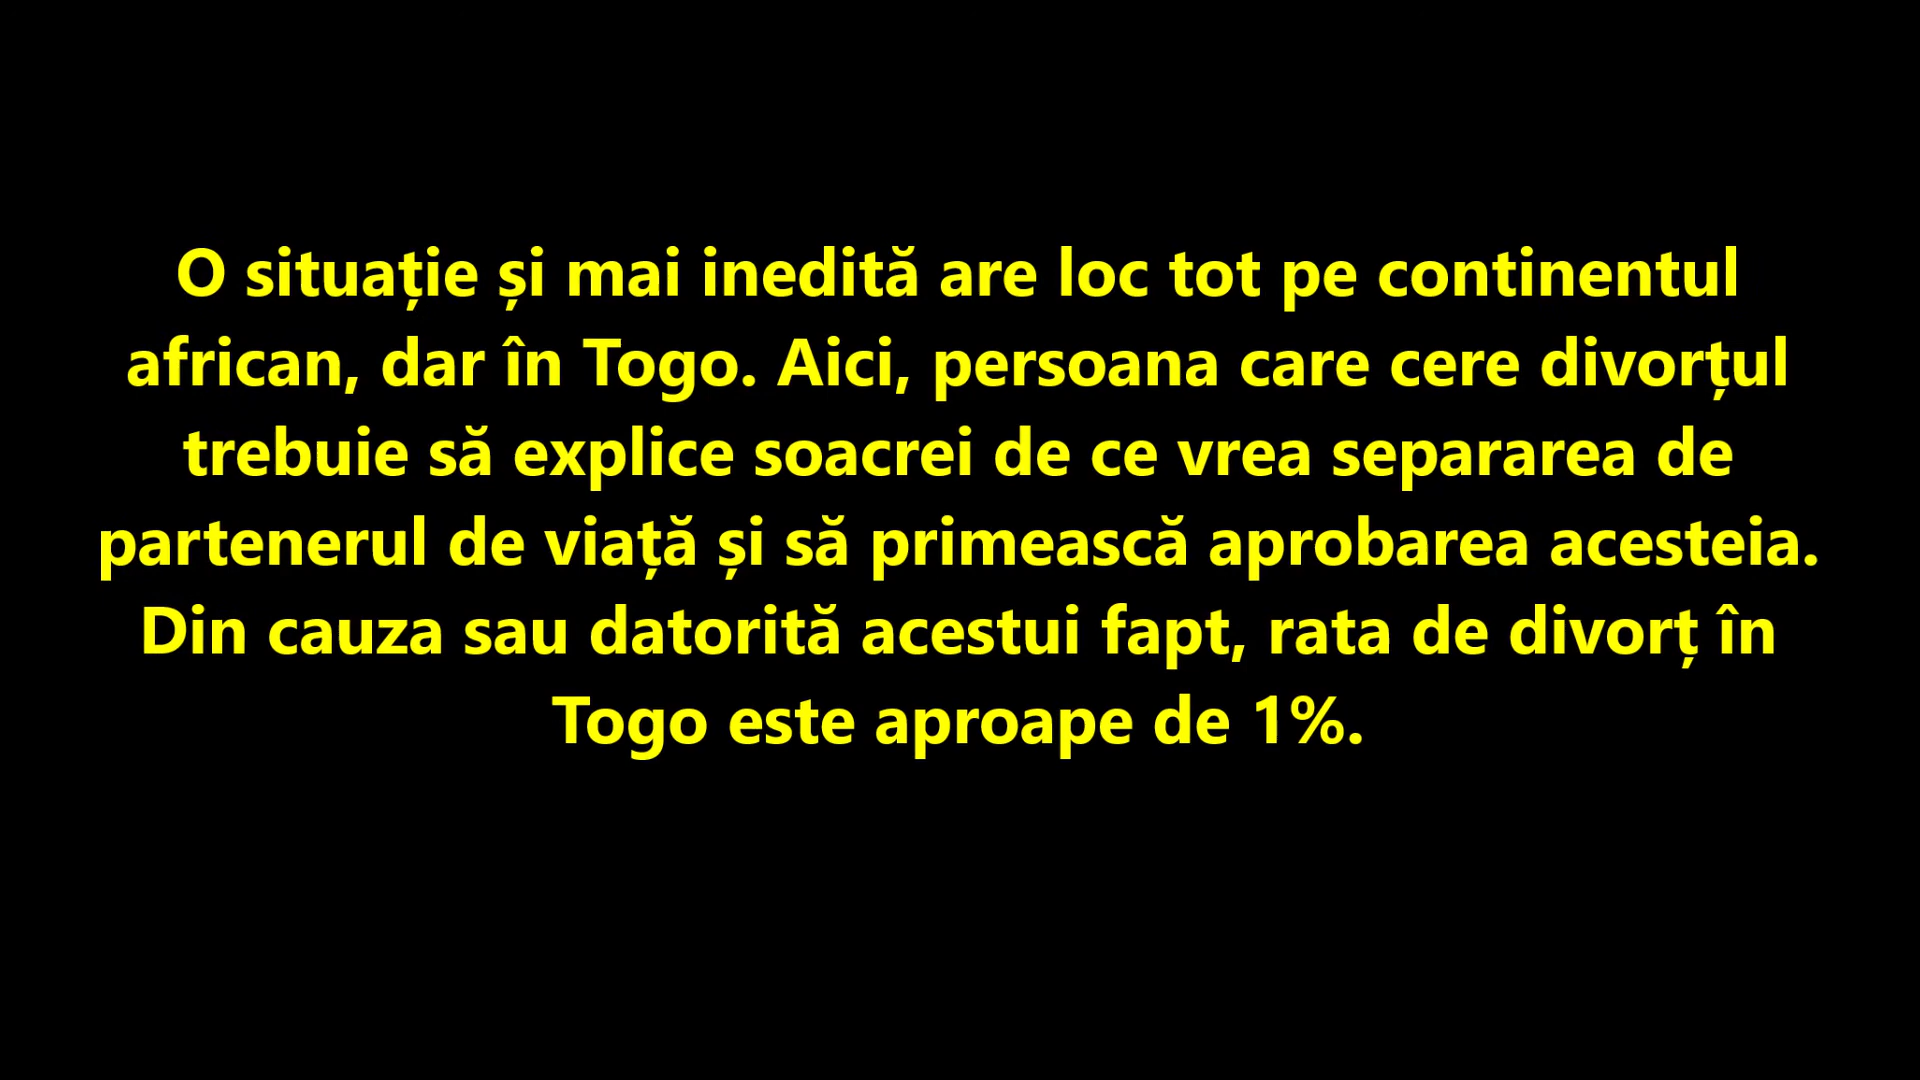 O situație și mai inedită are loc tot pe continentul
african, dar în Togo. Aici, persoana care cere divorțul
trebuie să explice soacrei de ce vrea separarea de
partenerul de viață și să primească aprobarea acesteia.
Din cauza sau datorită acestui fapt, rata de divorț în
Togo este aproape de 1%.